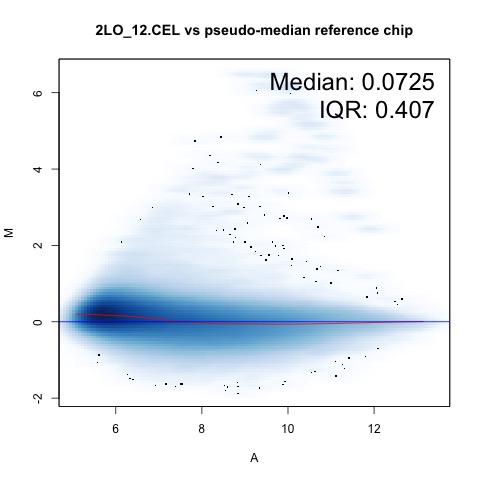 2LO_12.CEL vs pseudo-median reference chip
Median: 0.0725
IQR: 0.407
M
6
4
2
0
-2
6 8 10 12
A